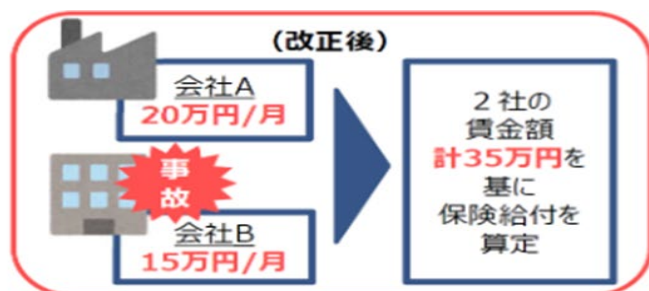 (改正後)
会社A
20万円/月
事故
会社B
15万円/月
2社の
賃金額
計35万円を
基に
保険給付を
算定